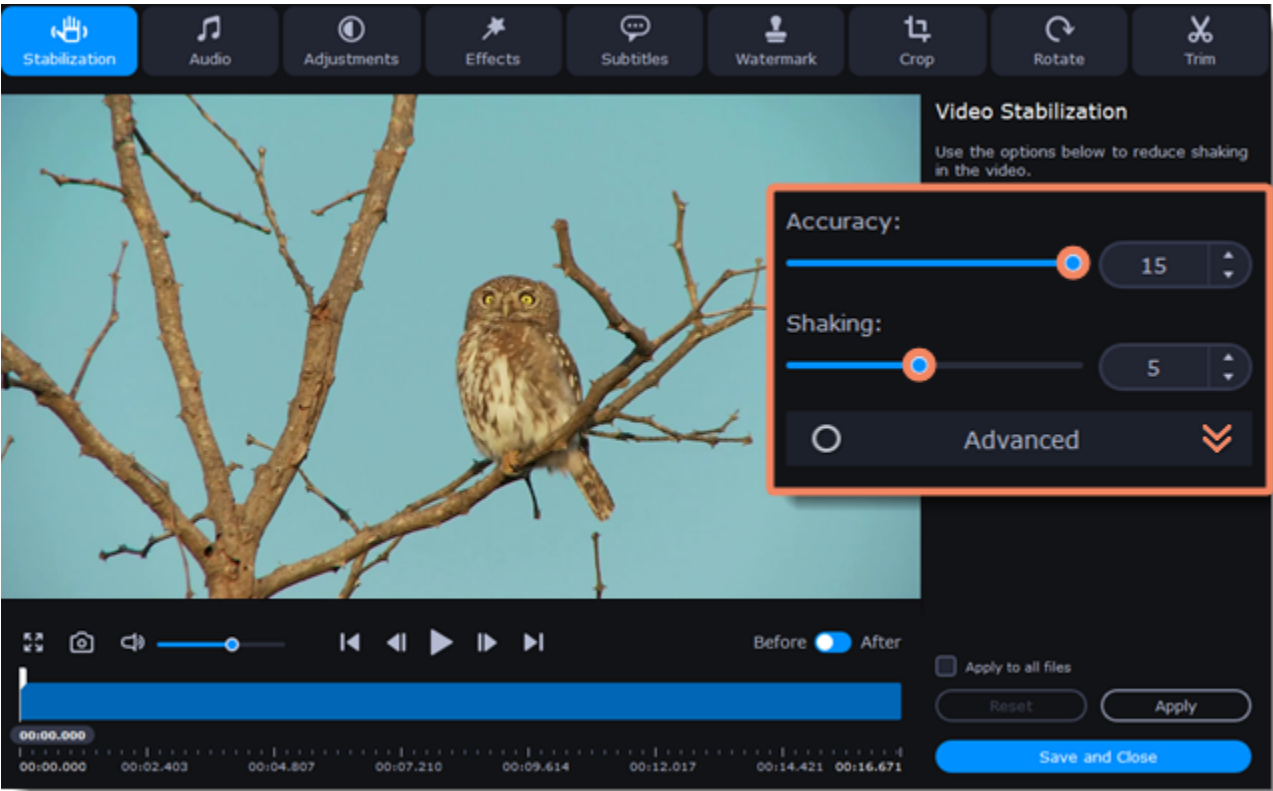 Stabilization
Audio
Adjustments
Effects
Subtitles
Watermark
Crop
Rotate
Trim
Video Stabilization
Use the options below to reduce shaking
in the video.
Accuracy:
15
Shaking:
5
Advanced
Before
After
Apply to all files
Reset
Apply
00:00.000
00:00.000 00:02.403 00:04.807 00:07.210 00:09.614 00:12.017 00:14.421 00:16.671
Save and Close